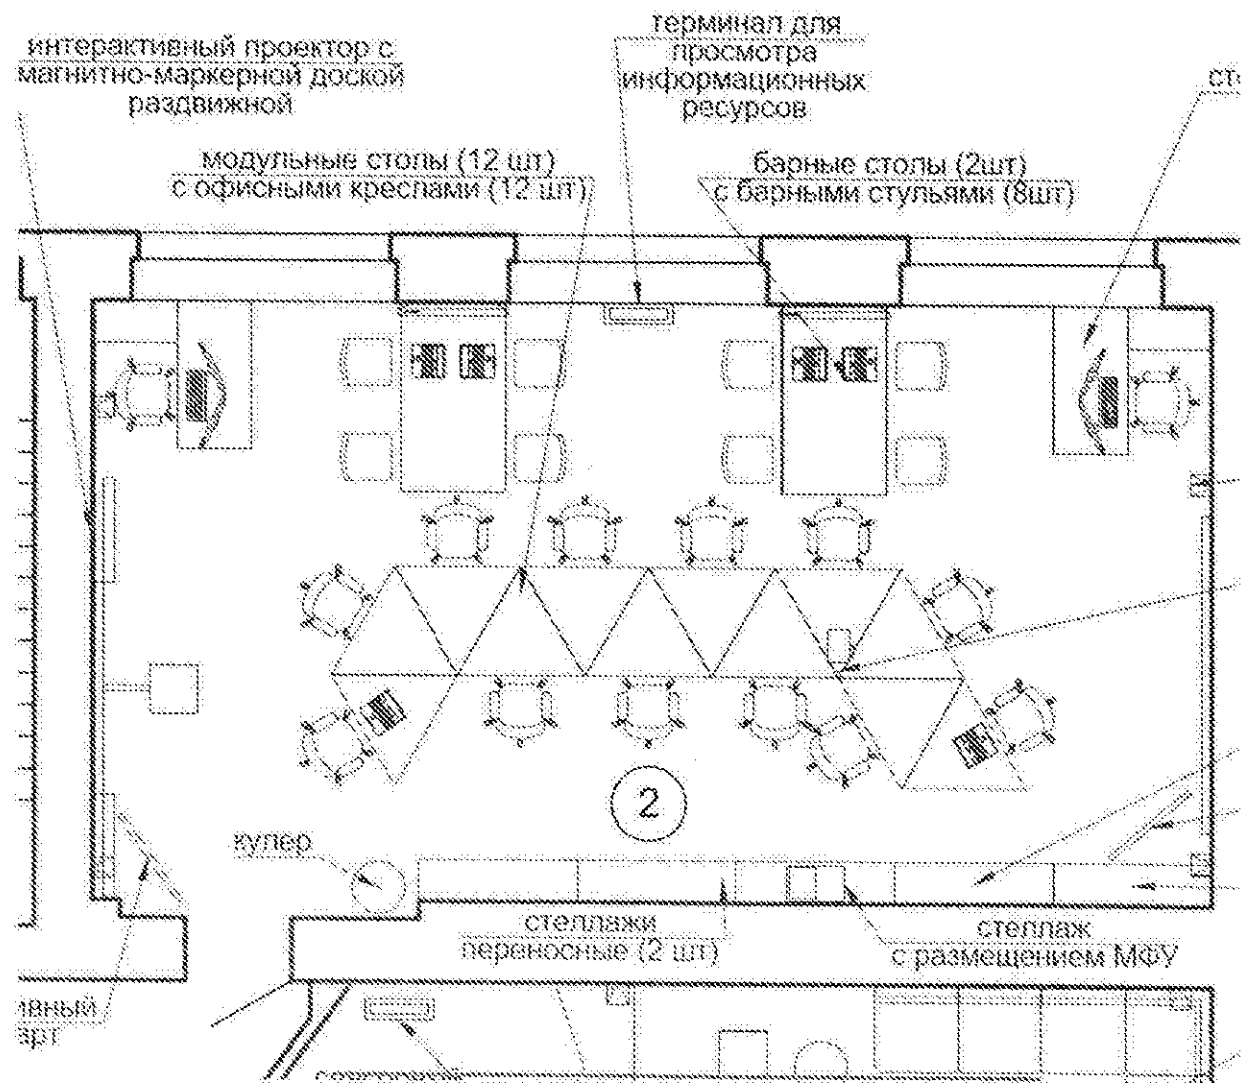 интерактивный проектор с
магнитно-маркерной доской
раздвижной
терминал для
просмотра
информационных
ресурсов
модульные столы (12 шт)
с офисными креслами (12 шт)
барные столы (2шт)
с барными стульями (8шт)
2
кулер
стеллажи
переносные (2 шт)
стеллаж
с размещением МФУ